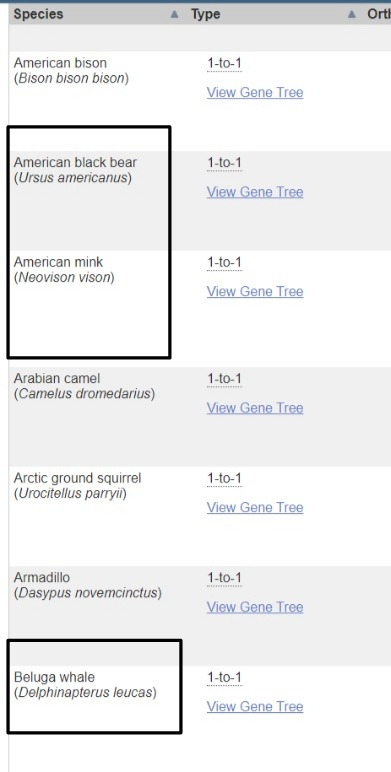 Species ▲ Type ▲ Orth
American bison 1-to-1
(Bison bison bison)
View Gene Tree
American black bear 1-to-1
(Ursus americanus)
View Gene Tree
American mink 1-to-1
(Neovison vison)
View Gene Tree
Arabian camel 1-to-1
(Camelus dromedarius)
View Gene Tree
Arctic ground squirrel 1-to-1
(Urocitellus parryii)
View Gene Tree
Armadillo 1-to-1
(Dasypus novemcinctus)
View Gene Tree
Beluga whale 1-to-1
(Delphinapterus leucas)
View Gene Tree